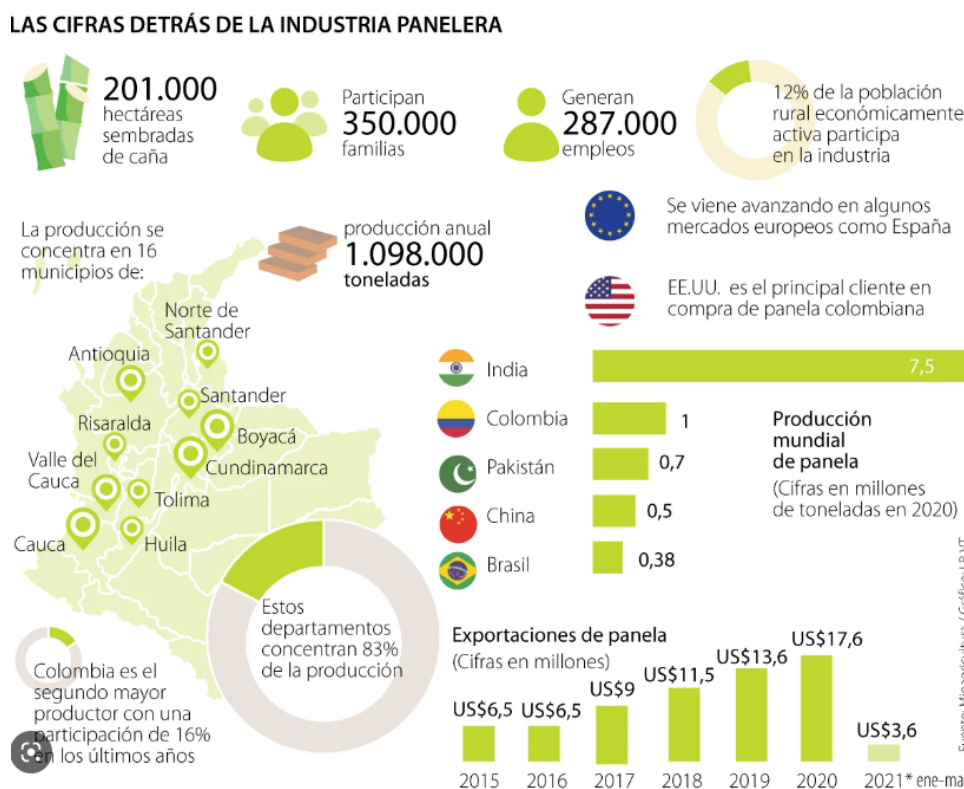 LAS CIFRAS DETRÁS DE LA INDUSTRIA PANELERA
201.000
hectáreas
sembradas
de caña
Participan
350.000
familias
Generan
287.000
empleos
12% de la población
rural económicamente
activa participa
en la industria
La producción se
concentra en 16
municipios de:
producción anual
1.098.000
toneladas
Se viene avanzando en algunos
mercados europeos como España
EE.UU. es el principal cliente en
compra de panela colombiana
Norte de
Santander
Antioquia
Santander
Risaralda
Boyacá
Valle del
Cauca
Cundinamarca
Tolima
Cauca
Huila
India
7,5
Colombia
1
Pakistán
0,7
China
0,5
Brasil
0,38
Producción
mundial
de panela
(Cifras en millones
de toneladas en 2020)
Estos
departamentos
concentran 83%
de la producción
Colombia es el
segundo mayor
productor con una
participación de 16%
en los últimos años
Exportaciones de panela
(Cifras en millones)
US$6,5
US$6,5
US$9
US$11,5
US$13,6
US$17,6
US$3,6
2015
2016
2017
2018
2019
2020
2021* ene-ma
Fuente: Minagricultura / Gráfico: LR-VT